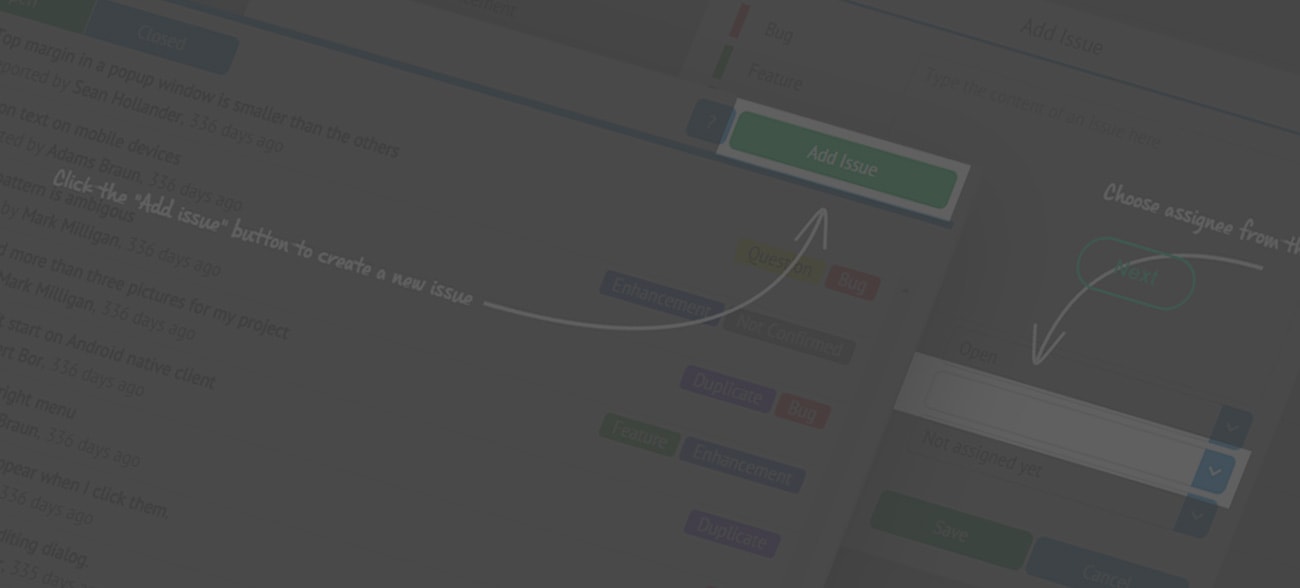 Closed
Top margin in a popup window is smaller than the others
reported by Sean Hollander, 336 days ago
on text on mobile devices
by Adams Braun, 336 days ago
pattern is ambiguous
by Mark Milligan, 336 days ago
more than three pictures for my project
Mark Milligan, 336 days ago
start on Android native client
Bor, 336 days ago
right menu
Braun, 336 days ago
when I click them.
336 days ago
dialog.
335 days ago
Click the "Add issue" button to create a new issue
Question Bug
Enhancement Not Confirmed
Duplicate Bug
Feature Enhancement
Duplicate
Bug
Feature
?
Add Issue
Add Issue
Type the content of an issue here
Choose assignee from
Next
Open
Not assigned yet
Save
Cancel